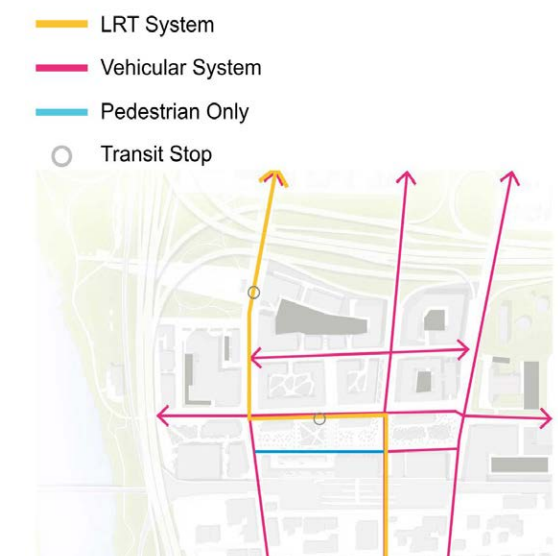 LRT System
Vehicular System
Pedestrian Only
Transit Stop